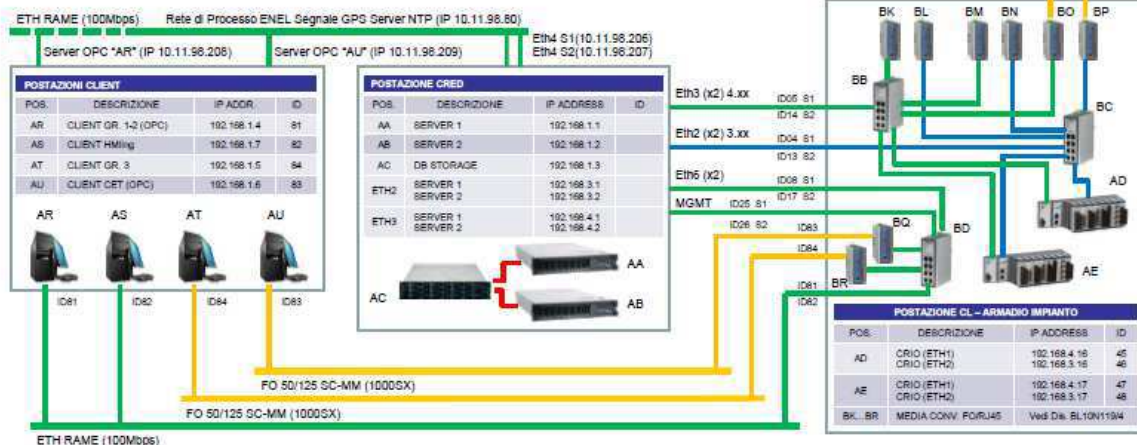 ETH RAME (100Mbps) Rete di Processo ENEL Segnale GPS Server NTP (IP 10.11.98.80)
Server OPC "AR" (IP 10.11.98.208)
Server OPC "AU" (IP 10.11.98.209)
Eth4 S1(10.11.98.206)
Eth4 S2(10.11.98.207)
POSTAZIONI CLIENT
POS. DESCRIZIONE IP ADDR. ID
AR CLIENT GR. 1-2 (OPC) 192.168.1.4 81
AS CLIENT HMIing 192.168.1.7 82
AT CLIENT GR. 3 192.168.1.5 84
AU CLIENT CET (OPC) 192.168.1.6 83
AR AS AT AU
ID81 ID82 ID84 ID83
POSTAZIONE CRED
POS. DESCRIZIONE IP ADDRESS ID
AA SERVER 1 192.168.1.1
AB SERVER 2 192.168.1.2
AC DB STORAGE 192.168.1.3
ETH2 SERVER 1 192.168.3.1
SERVER 2 192.168.3.2
ETH3 SERVER 1 192.168.4.1
SERVER 2 192.168.4.2
AC
AA
AB
Eth3 (x2) 4.xx
ID05 S1
ID14 S2
Eth2 (x2) 3.xx
ID04 S1
ID13 S2
Eth6 (x2)
ID08 S1
ID17 S2
MGMT
ID25 S1
ID26 S2
ID83
ID84
ID81
ID82
BK BL BM BN BO BP
BB
BC
AD
BQ
BD
BR
AE
POSTAZIONE CL – ARMADIO IMPIANTO
POS. DESCRIZIONE IP ADDRESS ID
AD CRIO (ETH1) 192.168.4.16 45
CRIO (ETH2) 192.168.3.16 46
AE CRIO (ETH1) 192.168.4.17 47
CRIO (ETH2) 192.168.3.17 48
BK...BR MEDIA CONV. FO/RJ45 Vedi Dis. BL10N119/4
FO 50/125 SC-MM (1000SX)
FO 50/125 SC-MM (1000SX)
ETH RAME (100Mbps)